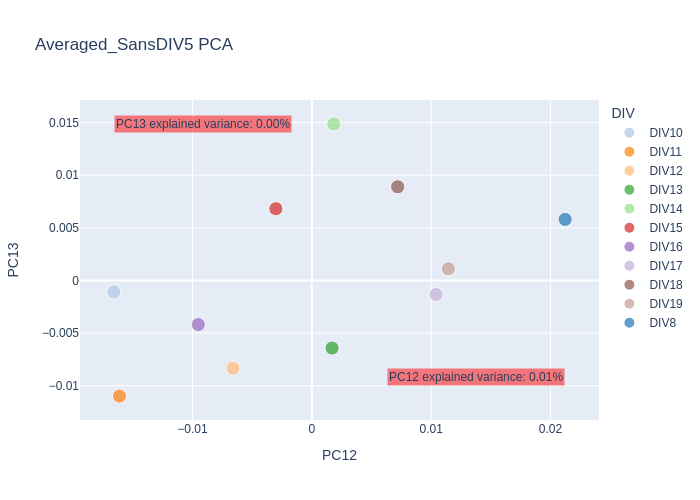 Averaged_SansDIV5 PCA
PC13 explained variance: 0.00%
PC12 explained variance: 0.01%
PC13
0.015
0.01
0.005
0
−0.005
−0.01
−0.01
0
0.01
0.02
PC12
DIV
DIV10
DIV11
DIV12
DIV13
DIV14
DIV15
DIV16
DIV17
DIV18
DIV19
DIV8